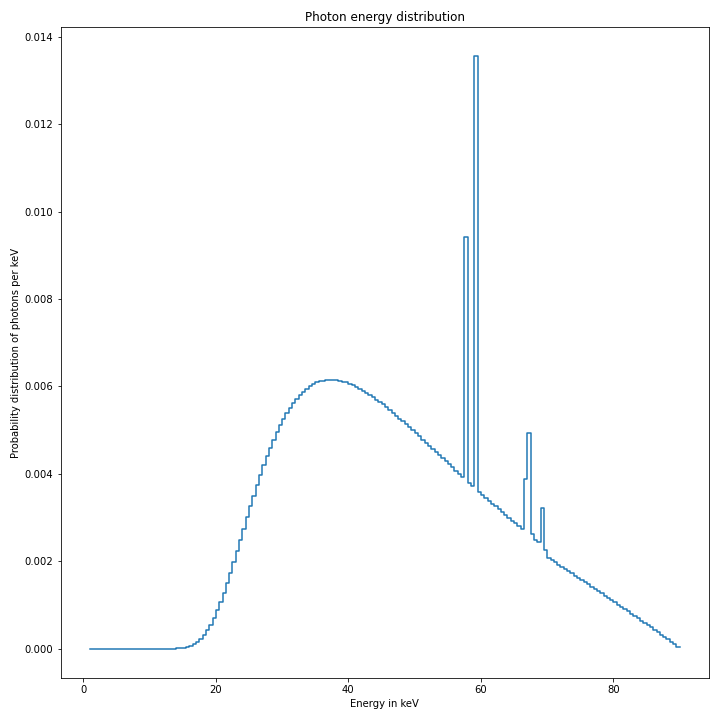 Photon energy distribution
0.014
0.012
0.010
0.008
0.006
0.004
0.002
0.000
Probability distribution of photons per keV
0 20 40 60 80
Energy in keV